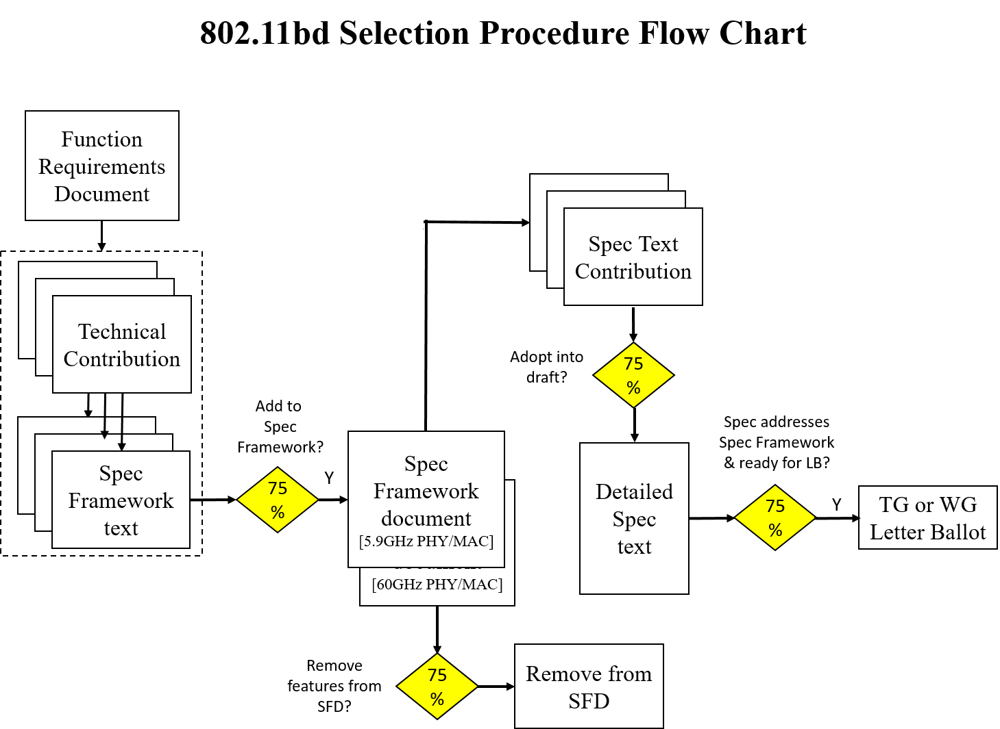 802.11bd Selection Procedure Flow Chart
Function
Requirements
Document
Technical
Contribution
Spec
Framework
text
Add to
Spec
Framework?
75
%
Y
Spec
Framework
document
[5.9GHz PHY/MAC]
[60GHz PHY/MAC]
Remove
features from
SFD?
75
%
Remove from
SFD
Spec Text
Contribution
Adopt into
draft?
75
%
Detailed
Spec
text
Spec addresses
Spec Framework
& ready for LB?
75
%
Y
TG or WG
Letter Ballot